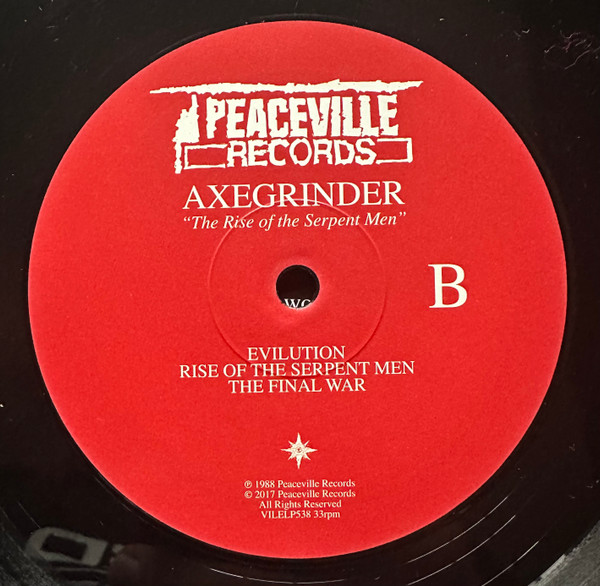 PEACEVILLE
RECORDS
AXEGRINDER
“The Rise of the Serpent Men”
B
EVILUTION
RISE OF THE SERPENT MEN
THE FINAL WAR
℗ 1988 Peaceville Records
© 2017 Peaceville Records
All Rights Reserved
VILELP538 33rpm